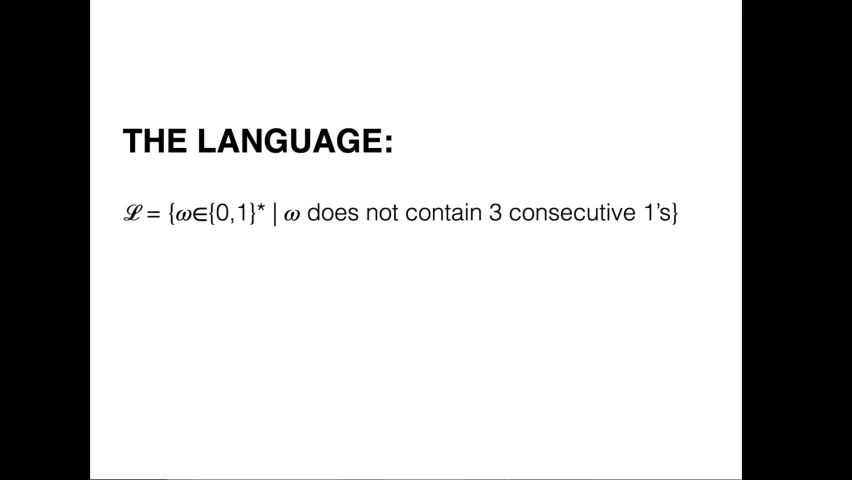 THE LANGUAGE:
ℒ = {ω∈{0,1}* | ω does not contain 3 consecutive 1’s}